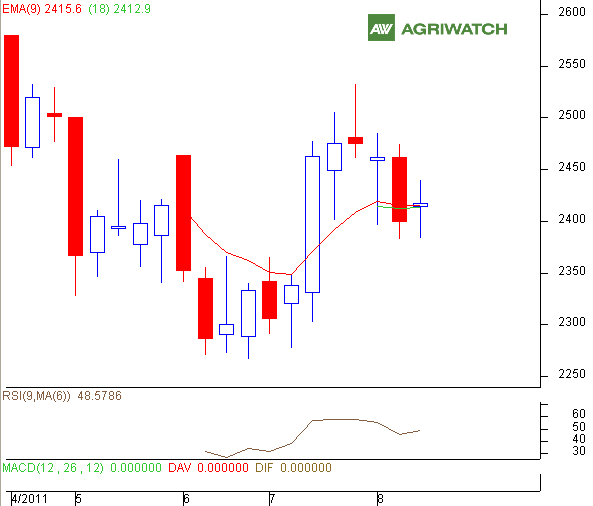 EMA(9) 2415.6 (18) 2412.9
AW AGRIWATCH
2600
2550
2500
2450
2400
2350
2300
2250
RSI(9,MA(6)) 48.5786
60
50
40
30
MACD(12 , 26 , 12) 0.000000 DAV 0.000000 DIF 0.000000
4/2011 5 6 7 8